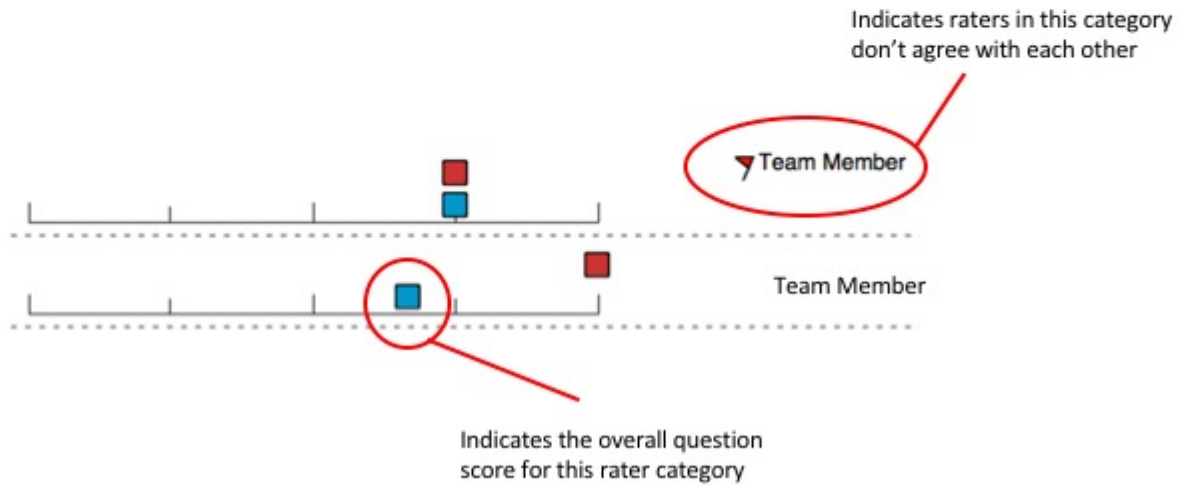 Indicates raters in this category
don't agree with each other
Team Member
Team Member
Indicates the overall question
score for this rater category